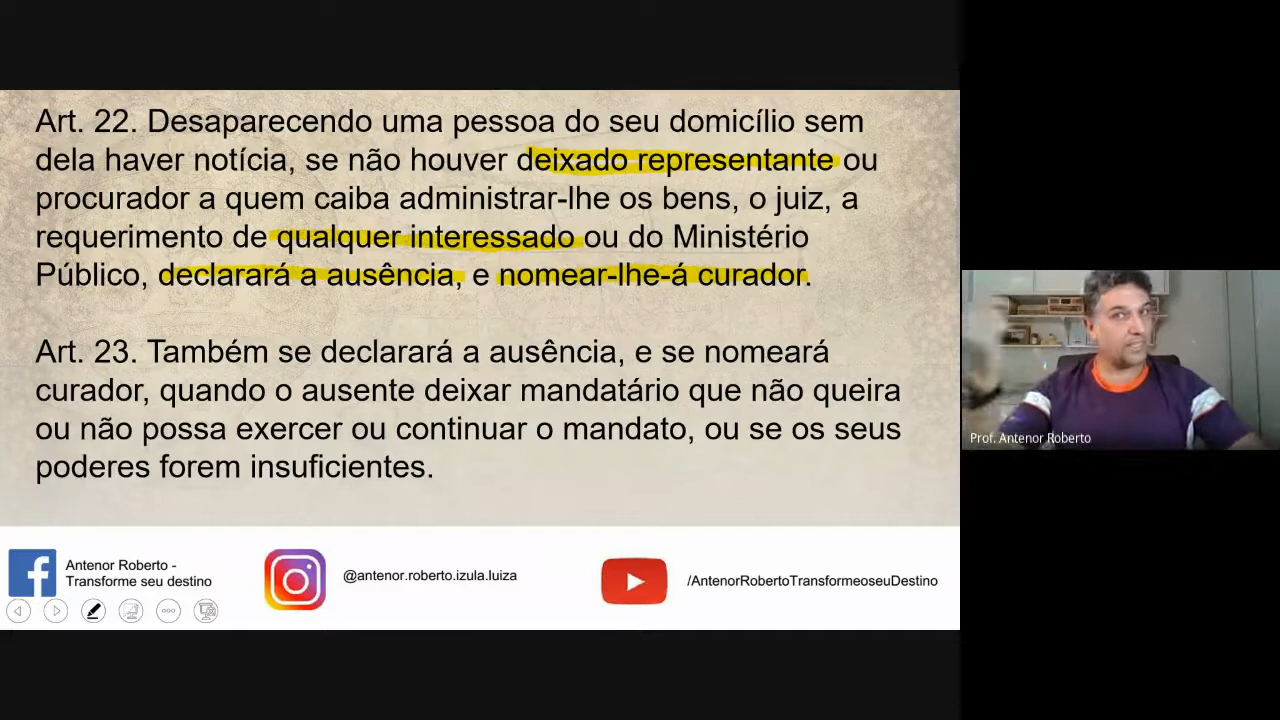 Art. 22. Desaparecendo uma pessoa do seu domicílio sem
dela haver notícia, se não houver deixado representante ou
procurador a quem caiba administrar-lhe os bens, o juiz, a
requerimento de qualquer interessado ou do Ministério
Público, declarará a ausência, e nomear-lhe-á curador.
Art. 23. Também se declarará a ausência, e se nomeará
curador, quando o ausente deixar mandatário que não queira
ou não possa exercer ou continuar o mandato, ou se os seus
poderes forem insuficientes.
Prof. Antenor Roberto
Antenor Roberto -
Transforme seu destino
@antenor.roberto.izula.luiza
/AntenorRobertoTransformeoseuDestino